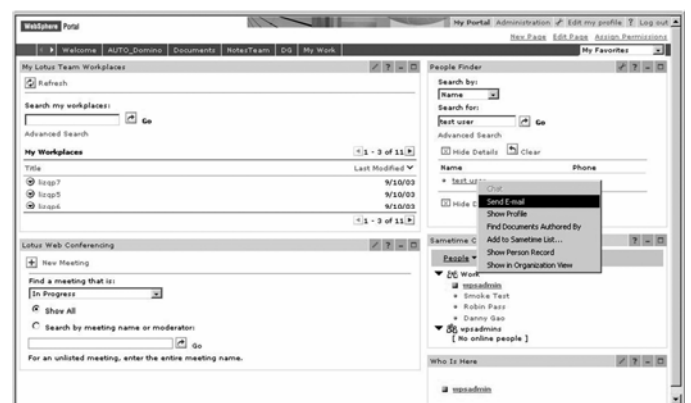 WebSphere Portal
My Portal Administration Edit my profile ? Log out
New Page Edit Page Assign Permissions
Welcome AUTO_Domino Documents NotesTeam DG My Work
My Favorites
My Lotus Team Workplaces
Refresh
Search my workplaces:
Go
Advanced Search
My Workplaces 1 - 3 of 11
Title Last Modified
lizqp7 9/10/03
lizqp5 9/10/03
lizqp6 9/10/03
1 - 3 of 11
Lotus Web Conferencing
New Meeting
Find a meeting that is:
In Progress
Show All
Search by meeting name or moderator:
Go
For an unlisted meeting, enter the entire meeting name.
People Finder
Search by:
Name
Search for:
test user Go
Advanced Search
Hide Details Clear
Name Phone
test user
Hide D
Chat
Send E-mail
Show Profile
Find Documents Authored By
Add to Sametime List...
Show Person Record
Show in Organization View
Sametime C
People
Work
wpsadmin
Smoke Test
Robin Pass
Danny Gao
wpsadmins
[ No online people ]
Who Is Here
wpsadmin